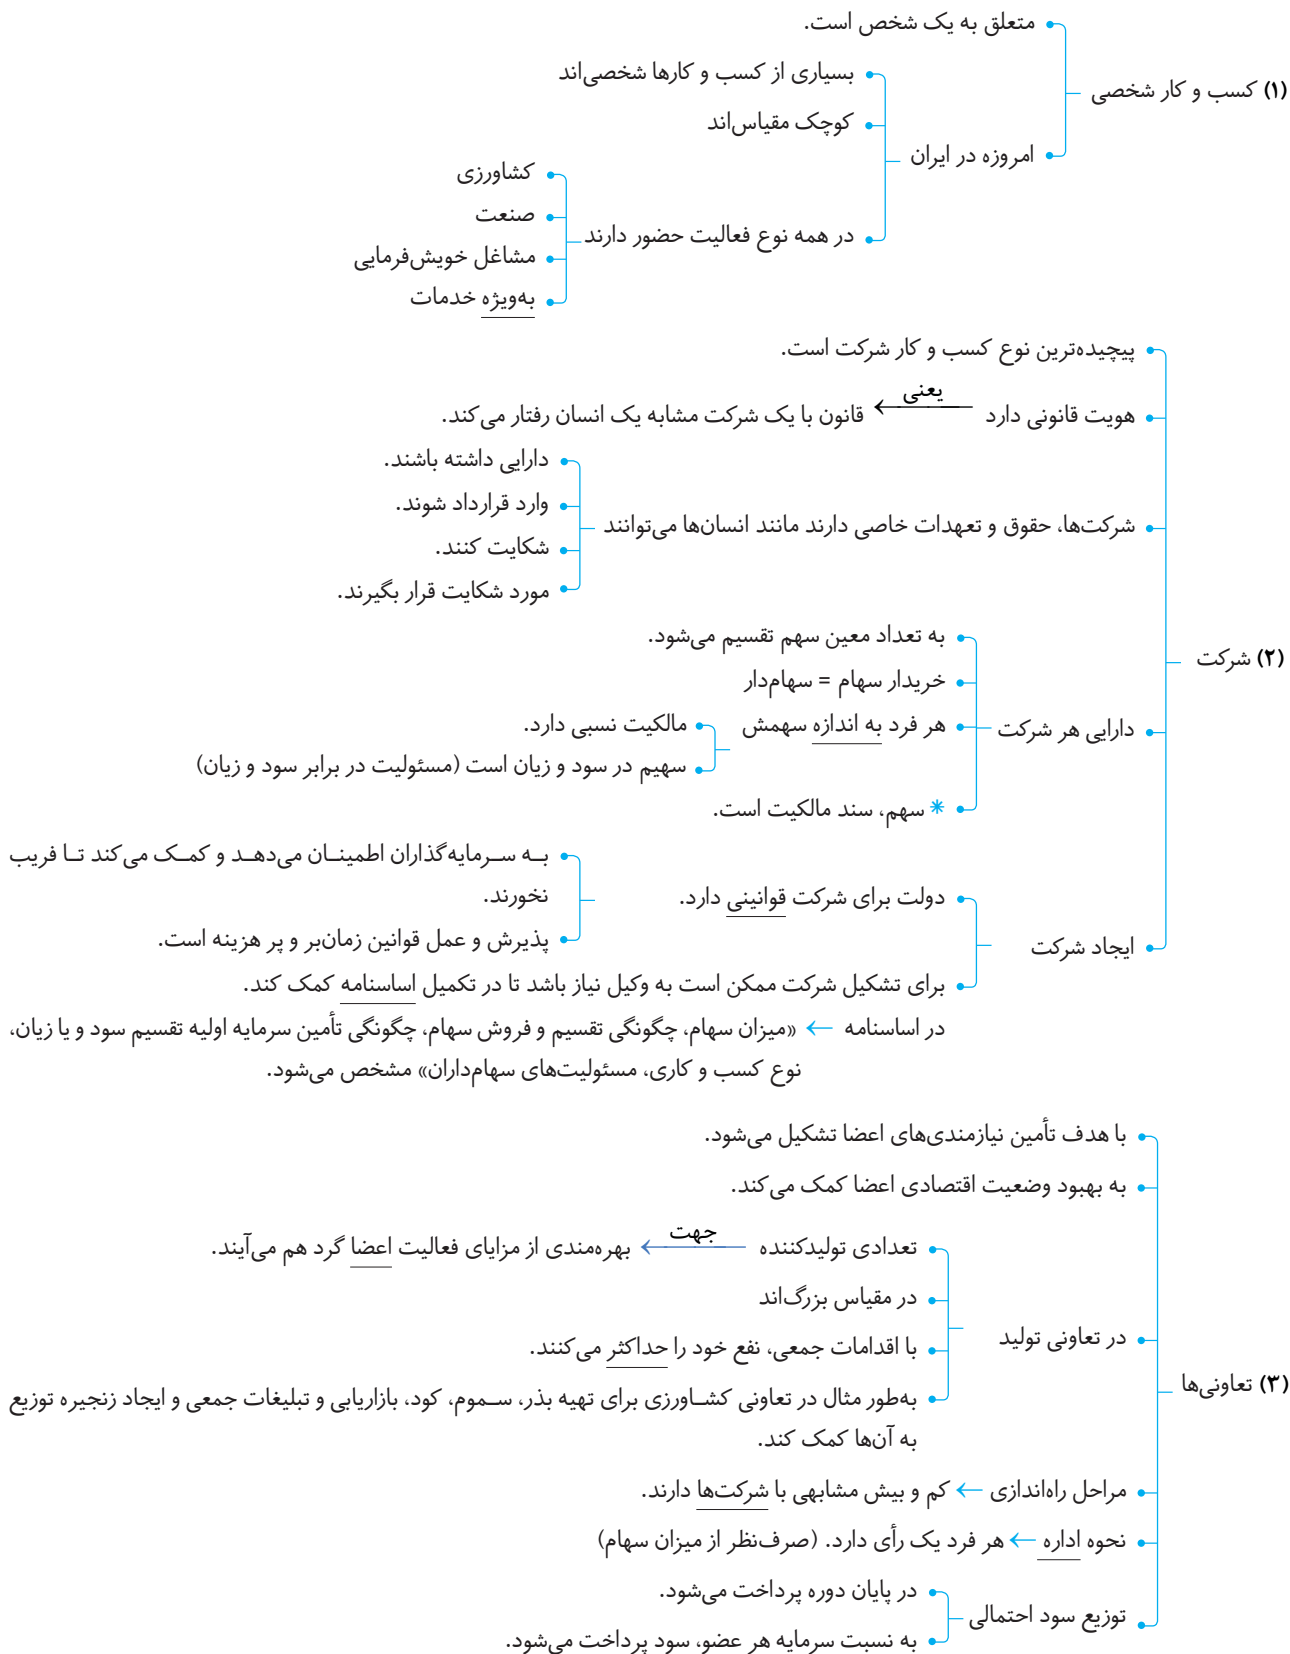 متعلق به یک شخص است.
(۱) کسب و کار شخصی
بسیاری از کسب و کارها شخصی‌اند
کوچک مقیاس‌اند
امروزه در ایران
در همه نوع فعالیت حضور دارند
کشاورزی
صنعت
مشاغل خویش‌فرمایی
به‌ویژه خدمات
(۲) شرکت
پیچیده‌ترین نوع کسب و کار شرکت است.
هویت قانونی دارد یعنی ← قانون با یک شرکت مشابه یک انسان رفتار می‌کند.
شرکت‌ها، حقوق و تعهدات خاصی دارند مانند انسان‌ها می‌توانند
دارایی داشته باشند.
وارد قرارداد شوند.
شکایت کنند.
مورد شکایت قرار بگیرند.
دارایی هر شرکت
به تعداد معین سهم تقسیم می‌شود.
خریدار سهام = سهام‌دار
هر فرد به اندازه سهمش
مالکیت نسبی دارد.
سهیم در سود و زیان است (مسئولیت در برابر سود و زیان)
* سهم، سند مالکیت است.
ایجاد شرکت
دولت برای شرکت قوانینی دارد.
بـه سـرمایه‌گذاران اطمینـان می‌دهـد و کمـک می‌کند تـا فریب
نخورند.
پذیرش و عمل قوانین زمان‌بر و پر هزینه است.
برای تشکیل شرکت ممکن است به وکیل نیاز باشد تا در تکمیل اساسنامه کمک کند.
در اساسنامه ← «میزان سهام، چگونگی تقسیم و فروش سهام، چگونگی تأمین سرمایه اولیه تقسیم سود و یا زیان،
نوع کسب و کاری، مسئولیت‌های سهام‌داران» مشخص می‌شود.
(۳) تعاونی‌ها
با هدف تأمین نیازمندی‌های اعضا تشکیل می‌شود.
به بهبود وضعیت اقتصادی اعضا کمک می‌کند.
در تعاونی تولید
تعدادی تولیدکننده جهت ← بهره‌مندی از مزایای فعالیت اعضا گرد هم می‌آیند.
در مقیاس بزرگ‌اند
با اقدامات جمعی، نفع خود را حداکثر می‌کنند.
به‌طور مثال در تعاونی کشـاورزی برای تهیه بذر، سـموم، کود، بازاریابی و تبلیغات جمعی و ایجاد زنجیره توزیع
به آن‌ها کمک کند.
مراحل راه‌اندازی ← کم و بیش مشابهی با شرکت‌ها دارند.
نحوه اداره ← هر فرد یک رأی دارد. (صرف‌نظر از میزان سهام)
توزیع سود احتمالی
در پایان دوره پرداخت می‌شود.
به نسبت سرمایه هر عضو، سود پرداخت می‌شود.